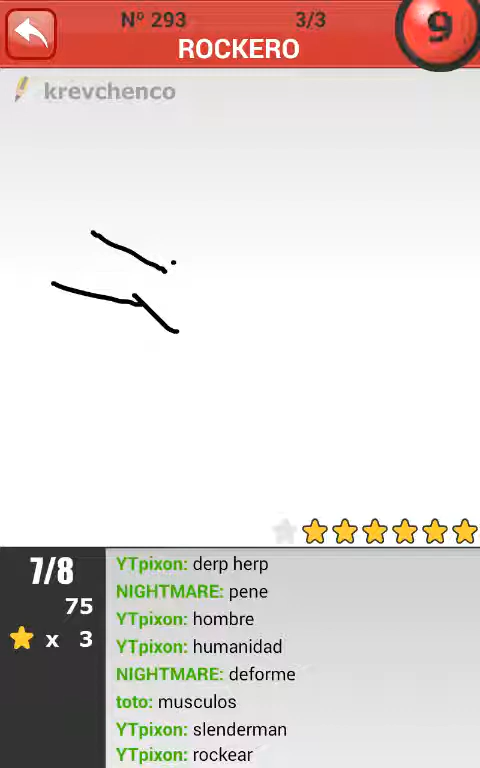 Nº 293 3/3
9
ROCKERO
krevchenco
7/8
75
x 3
YTpixon: derp herp
NIGHTMARE: pene
YTpixon: hombre
YTpixon: humanidad
NIGHTMARE: deforme
toto: musculos
YTpixon: slenderman
YTpixon: rockear